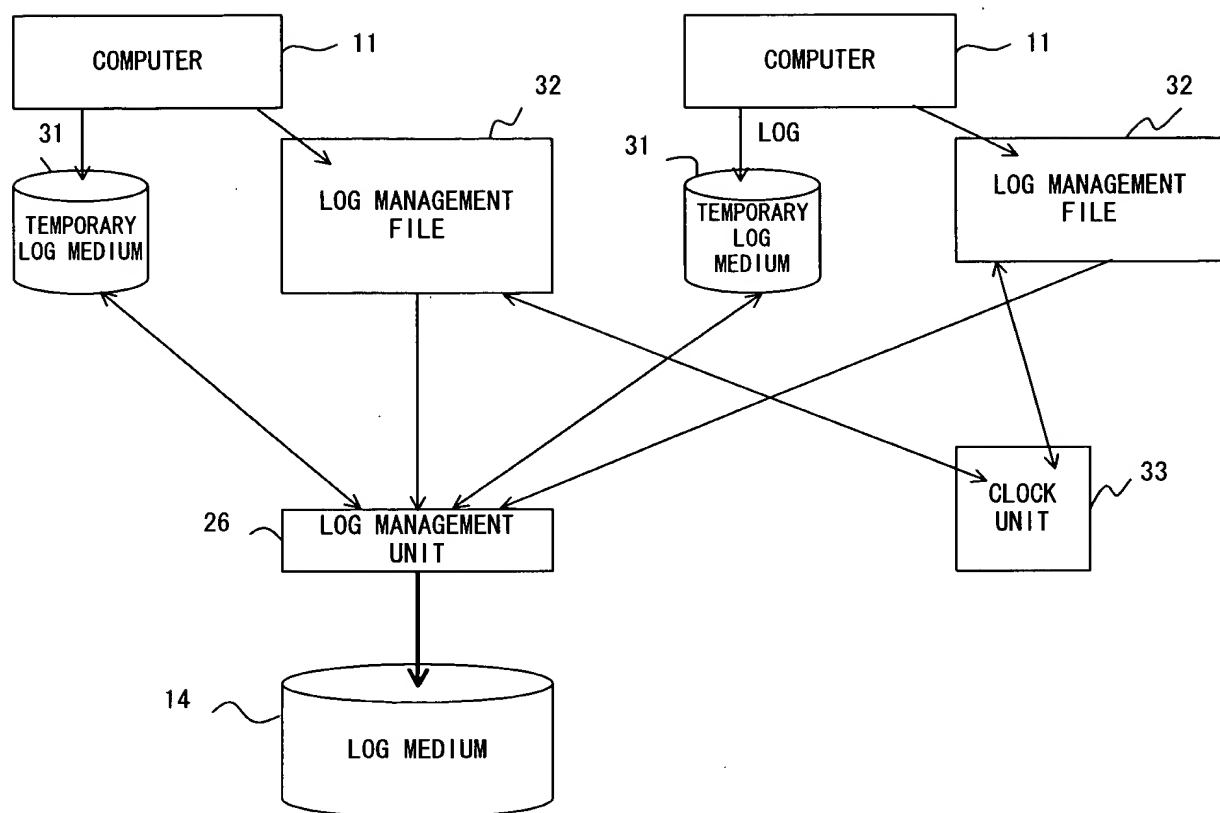 COMPUTER
11
COMPUTER
11
31
32
LOG
31
32
TEMPORARY
LOG MEDIUM
LOG MANAGEMENT
FILE
TEMPORARY
LOG
MEDIUM
LOG MANAGEMENT
FILE
26
LOG MANAGEMENT
UNIT
CLOCK
UNIT
33
14
LOG MEDIUM